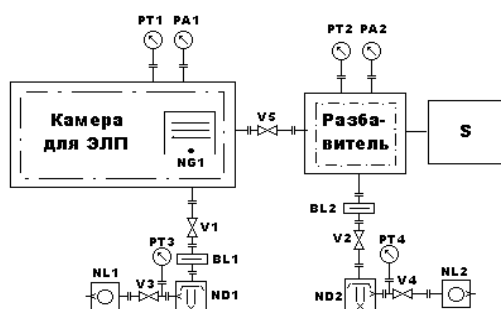 PT1 PA1 PT2 PA2
Камера
для ЭЛП
NG1
V5
Разба-
витель
S
V1
BL2
PT3
V2
PT4
BL1
NL1
V3
ND1
ND2
V4
NL2